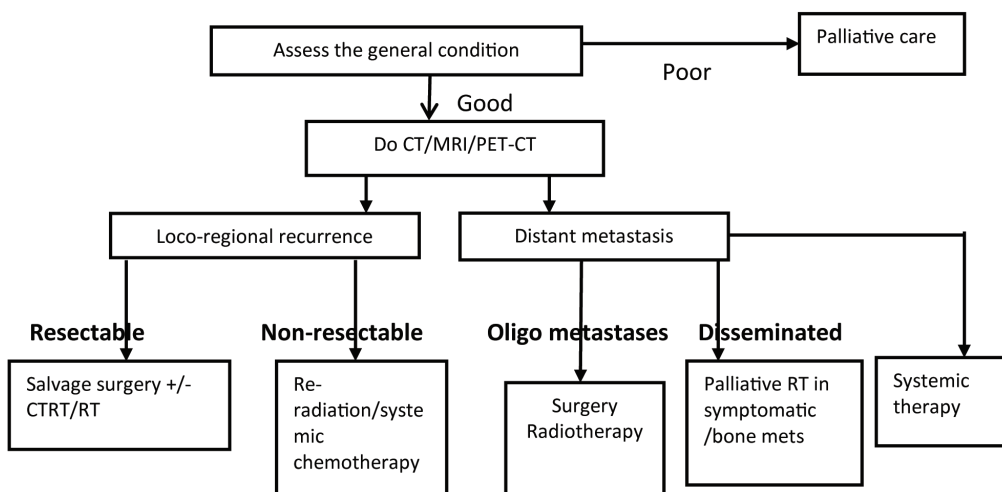 Assess the general condition
Palliative care
Poor
Good
Do CT/MRI/PET-CT
Loco-regional recurrence
Distant metastasis
Resectable
Non-resectable
Oligo metastases
Disseminated
Salvage surgery +/-
CTRT/RT
Re-
radiation/syste
mic
chemotherapy
Surgery
Radiotherapy
Palliative RT in
symptomatic
/bone mets
Systemic
therapy